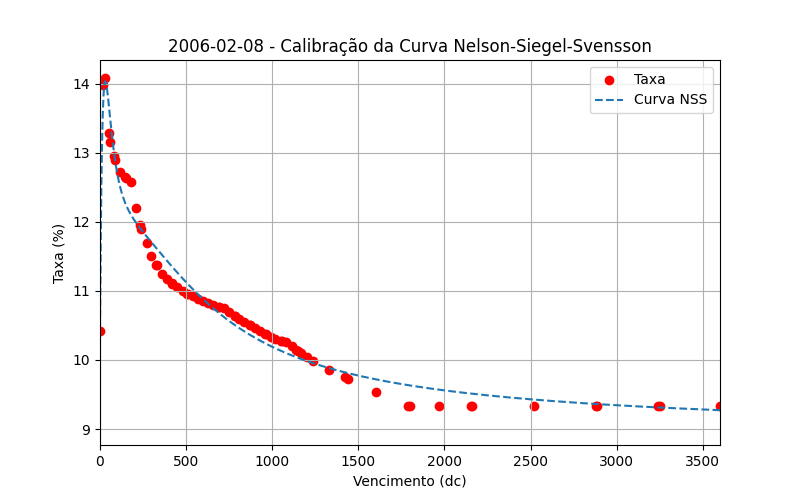 2006-02-08 - Calibração da Curva Nelson-Siegel-Svensson
Taxa
Curva NSS
Taxa (%)
14
13
12
11
10
9
0 500 1000 1500 2000 2500 3000 3500
Vencimento (dc)